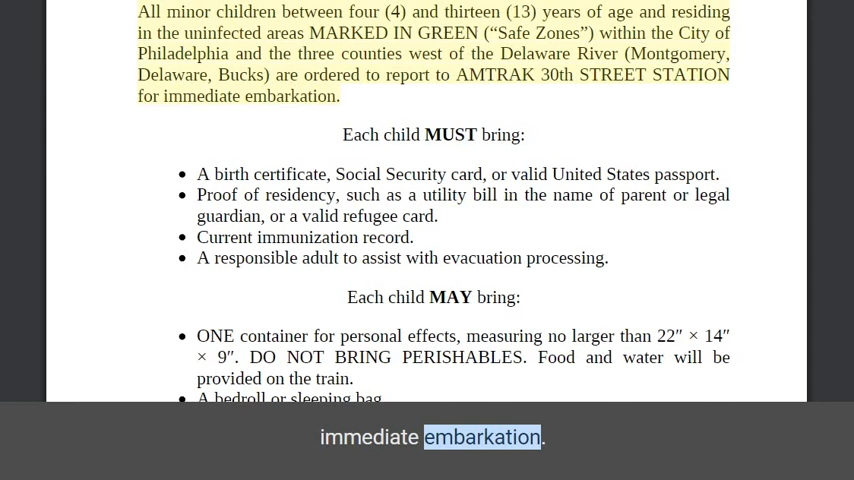 All minor children between four (4) and thirteen (13) years of age and residing
in the uninfected areas MARKED IN GREEN (“Safe Zones”) within the City of
Philadelphia and the three counties west of the Delaware River (Montgomery,
Delaware, Bucks) are ordered to report to AMTRAK 30th STREET STATION
for immediate embarkation.
Each child MUST bring:
• A birth certificate, Social Security card, or valid United States passport.
• Proof of residency, such as a utility bill in the name of parent or legal
guardian, or a valid refugee card.
• Current immunization record.
• A responsible adult to assist with evacuation processing.
Each child MAY bring:
• ONE container for personal effects, measuring no larger than 22″ × 14″
× 9″. DO NOT BRING PERISHABLES. Food and water will be
provided on the train.
• A bedroll or sleeping bag
immediate embarkation.